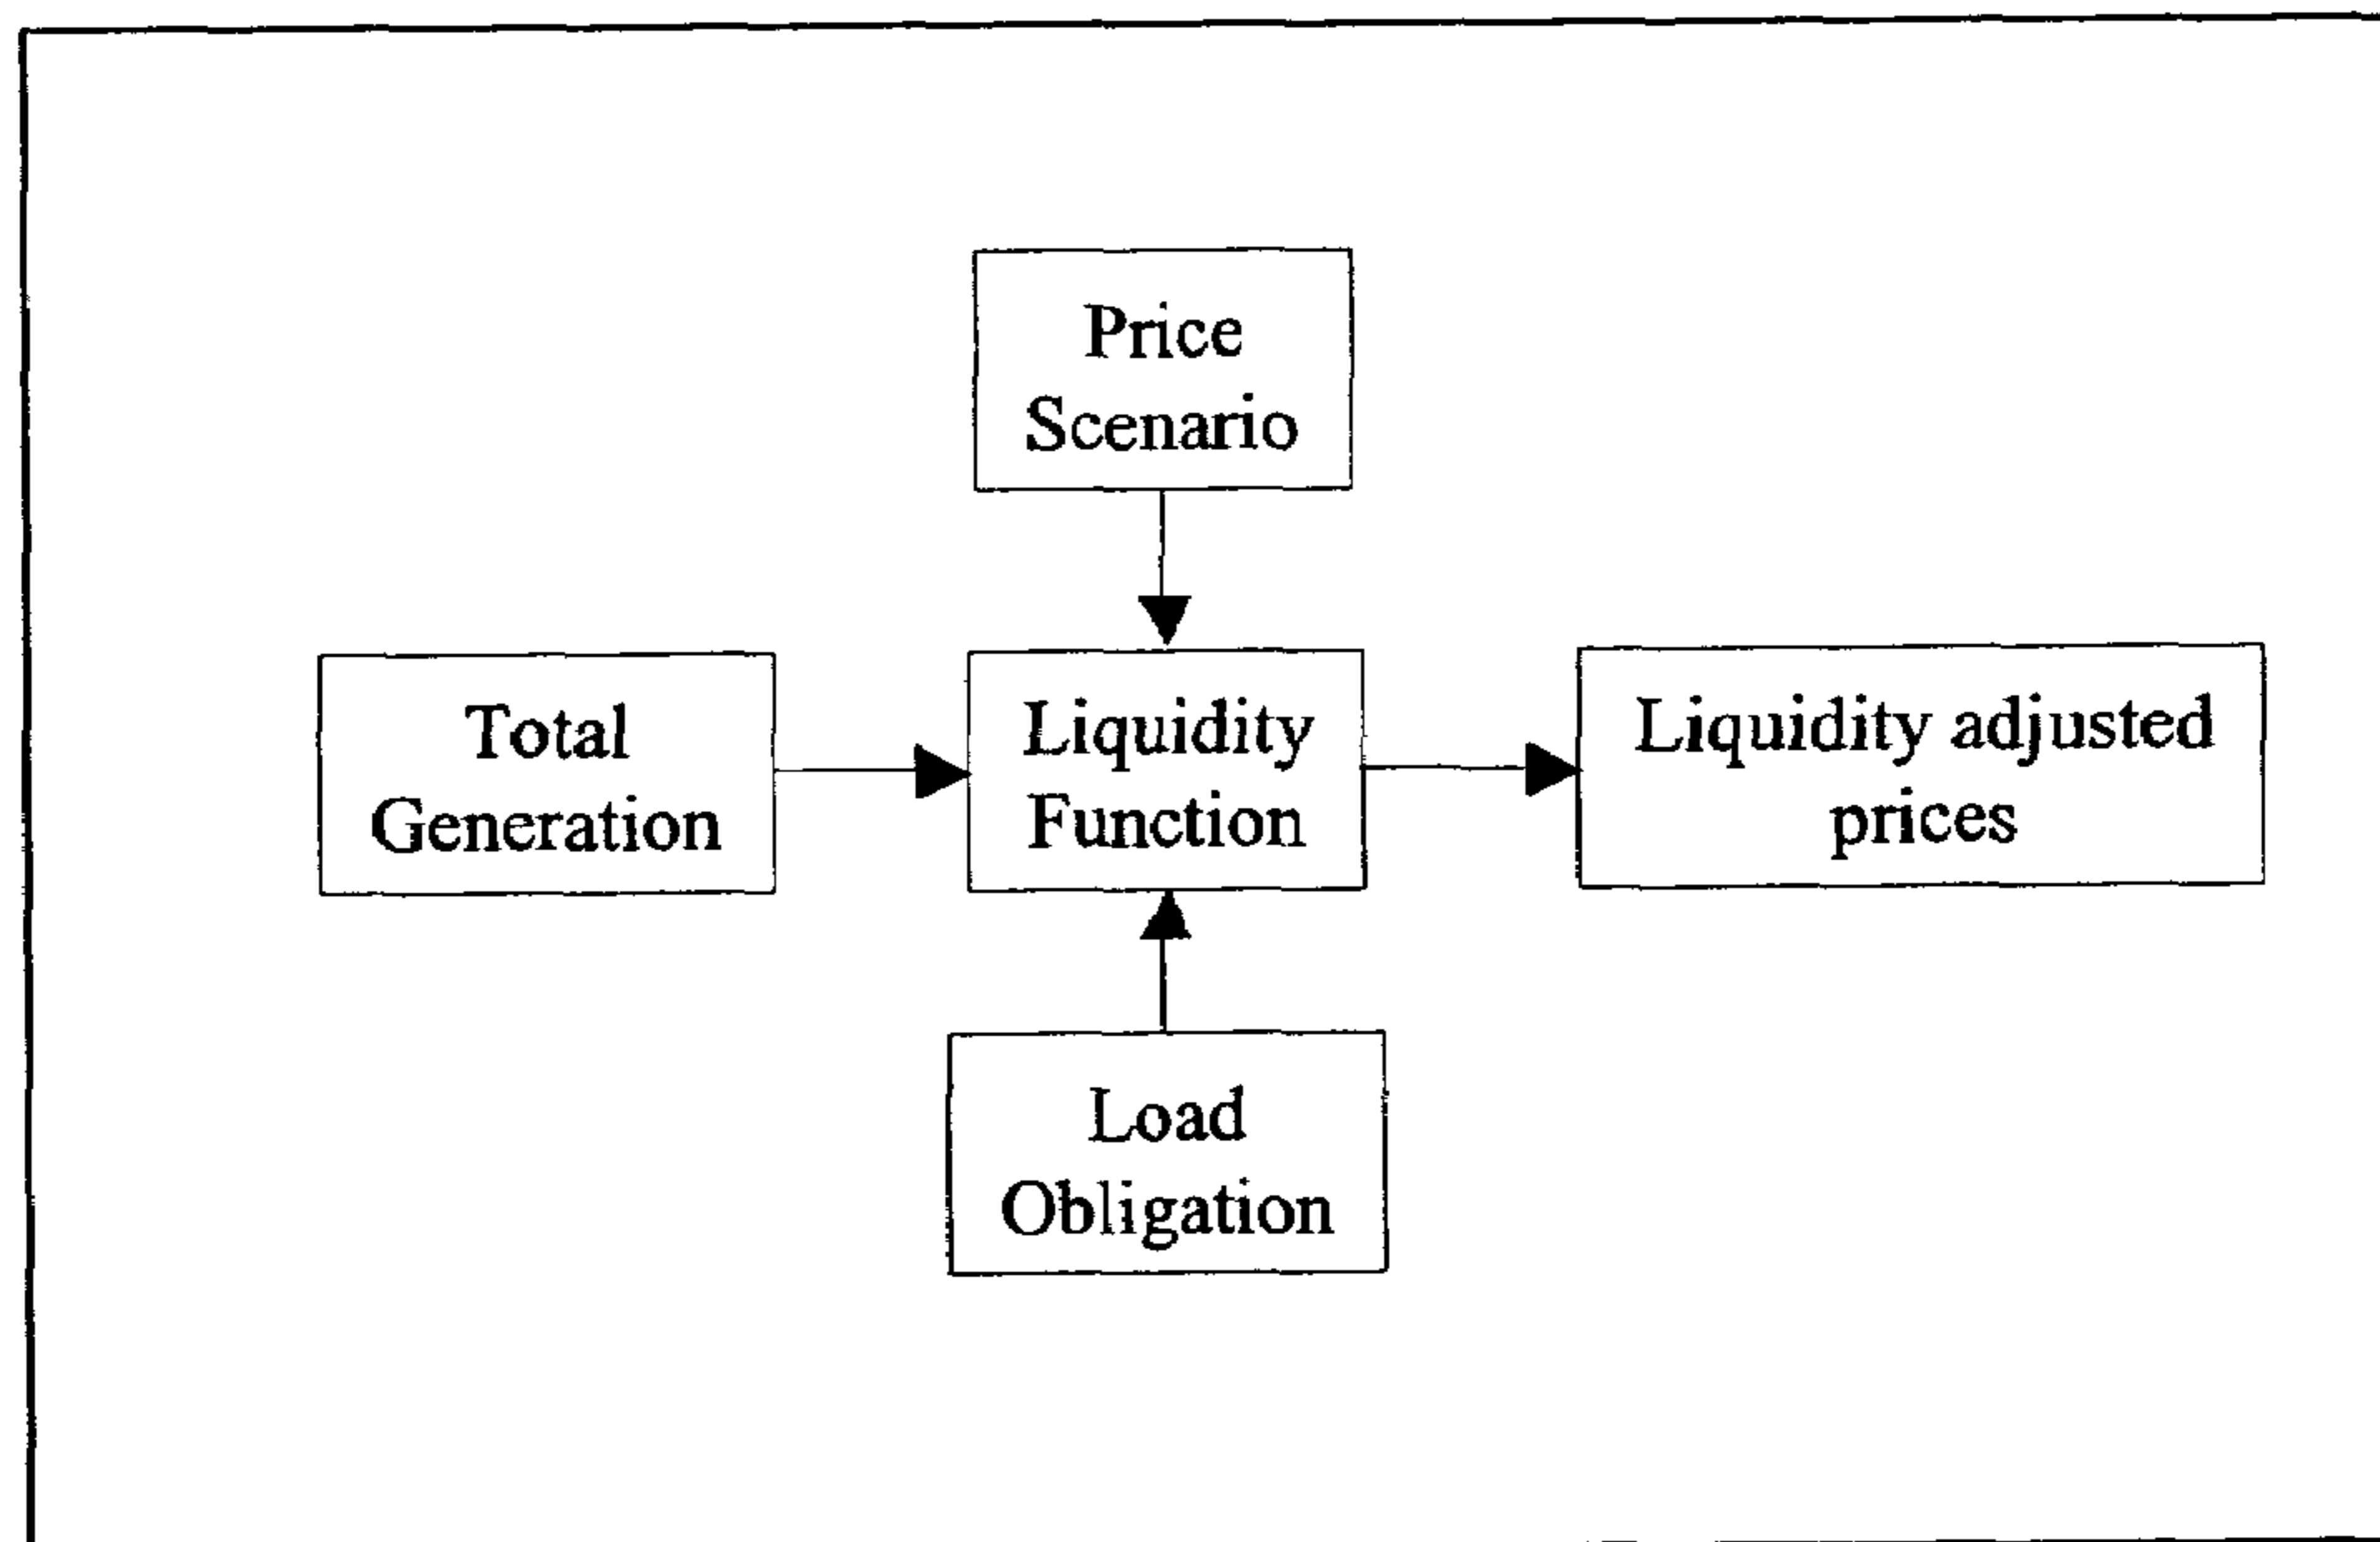 Price
Scenario
Total
Generation
Liquidity
Function
Liquidity adjusted
prices
Load
Obligation